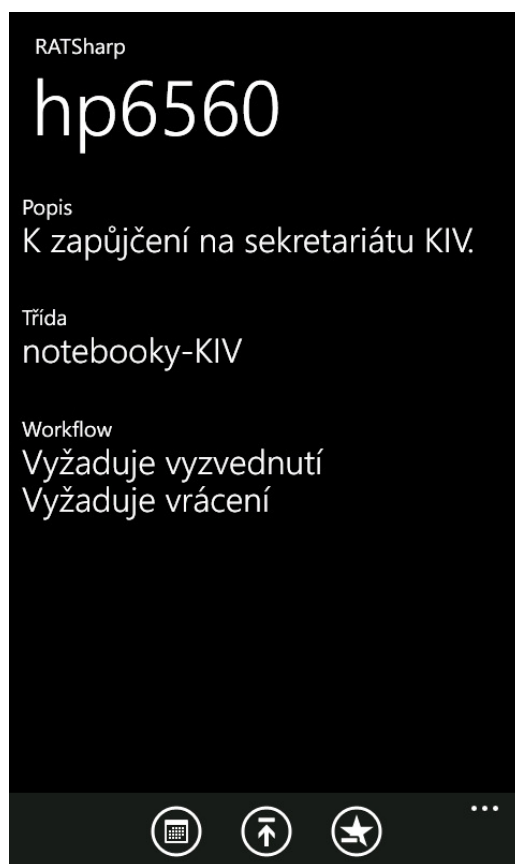 RATSharp
hp6560
Popis
K zapůjčení na sekretariátu KIV.
Třída
notebooky-KIV
Workflow
Vyžaduje vyzvednutí
Vyžaduje vrácení